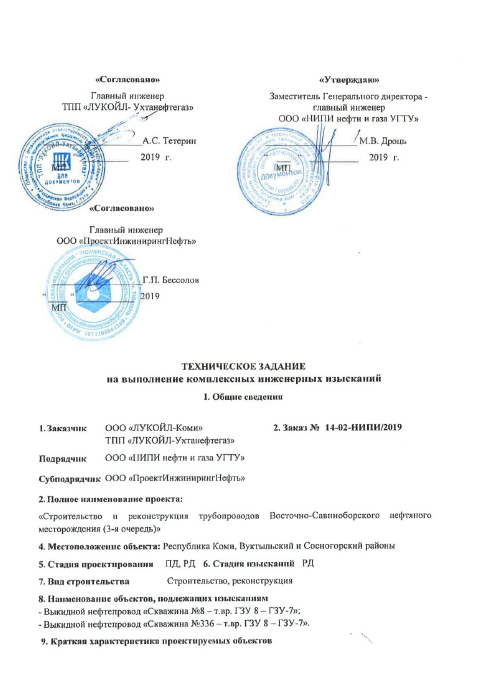 «Согласовано»
Главный инженер
ТПП «ЛУКОЙЛ- Ухтанефтегаз»
А.С. Тетерин
2019 г.
МП
ДЛЯ
ДОКУМЕНТОВ
«Утверждаю»
Заместитель Генерального директора -
главный инженер
ООО «НИПИ нефти и газа УГТУ»
М.В. Дроць
2019 г.
МП
«Согласовано»
Главный инженер
ООО «ПроектИнжинирингНефть»
Г.П. Бессолов
2019
МП
ТЕХНИЧЕСКОЕ ЗАДАНИЕ
на выполнение комплексных инженерных изысканий
1. Общие сведения
1. Заказчик ООО «ЛУКОЙЛ-Коми» 2. Заказ № 14-02-НИПИ/2019
ТПП «ЛУКОЙЛ-Ухтанефтегаз»
Подрядчик ООО «НИПИ нефти и газа УГТУ»
Субподрядчик ООО «ПроектИнжинирингНефть»
2. Полное наименование проекта:
«Строительство и реконструкция трубопроводов Восточно-Савиноборского нефтяного
месторождения (3-я очередь)»
4. Местоположение объекта: Республика Коми, Вуктыльский и Сосногорский районы
5. Стадия проектирования ПД, РД 6. Стадия изысканий РД
7. Вид строительства Строительство, реконструкция
8. Наименование объектов, подлежащих изысканиям
- Выкидной нефтепровод «Скважина №8 – т.вр. ГЗУ 8 – ГЗУ-7»;
- Выкидной нефтепровод «Скважина №336 – т.вр. ГЗУ 8 – ГЗУ-7».
9. Краткая характеристика проектируемых объектов